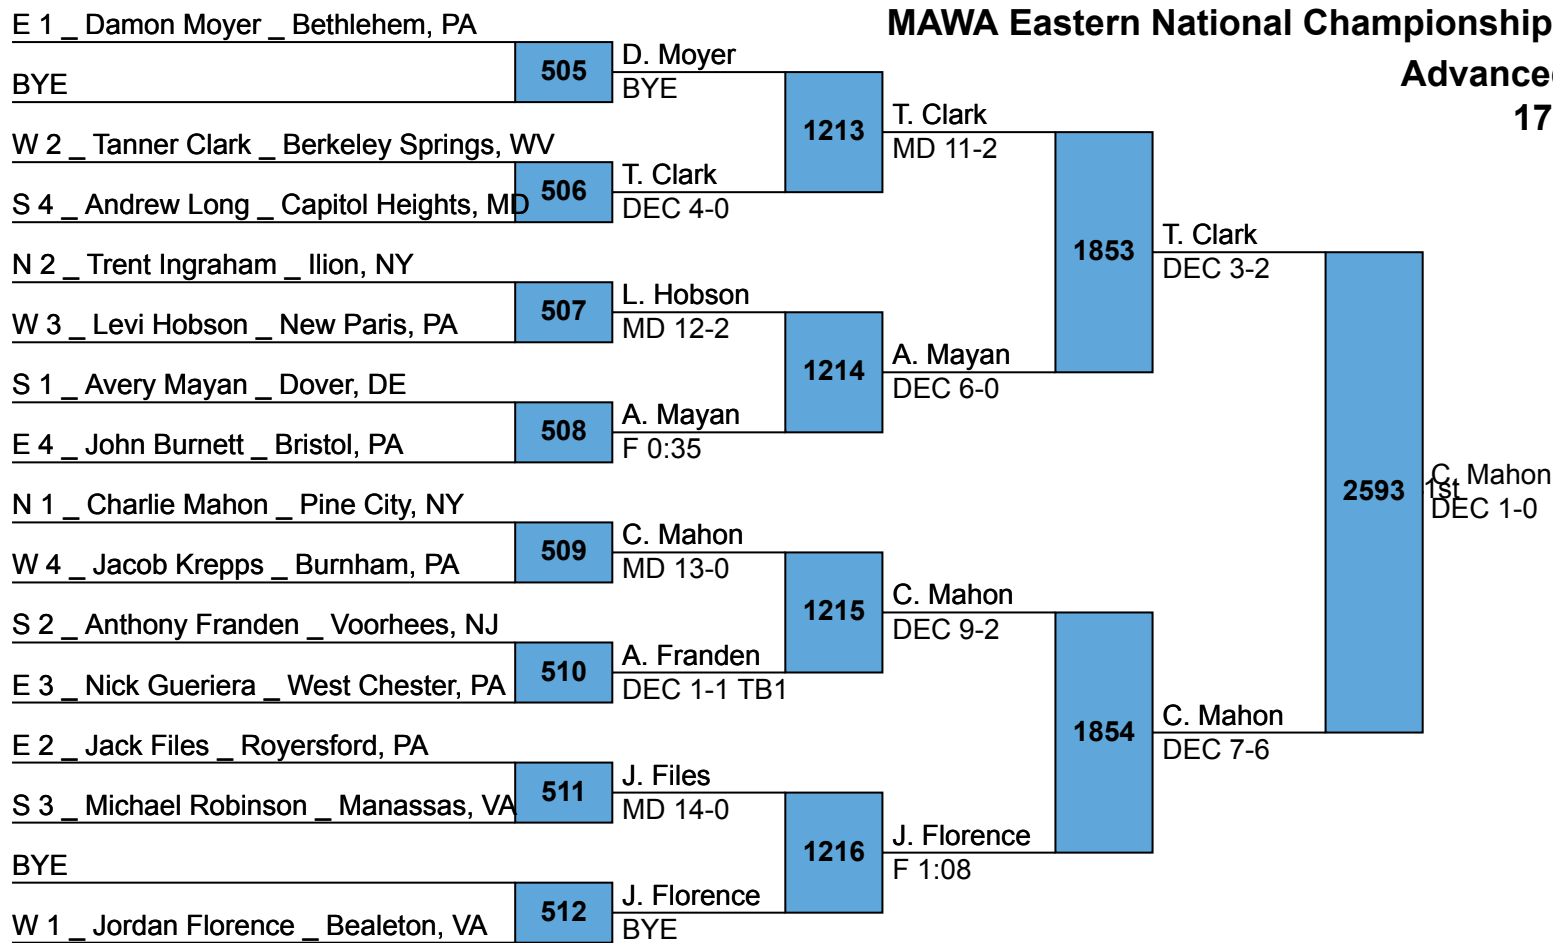 MAWA Eastern National Championship
Advance
17
E 1 _ Damon Moyer _ Bethlehem, PA
BYE
W 2 _ Tanner Clark _ Berkeley Springs, WV
S 4 _ Andrew Long _ Capitol Heights, MD
N 2 _ Trent Ingraham _ Ilion, NY
W 3 _ Levi Hobson _ New Paris, PA
S 1 _ Avery Mayan _ Dover, DE
E 4 _ John Burnett _ Bristol, PA
N 1 _ Charlie Mahon _ Pine City, NY
W 4 _ Jacob Krepps _ Burnham, PA
S 2 _ Anthony Franden _ Voorhees, NJ
E 3 _ Nick Gueriera _ West Chester, PA
E 2 _ Jack Files _ Royersford, PA
S 3 _ Michael Robinson _ Manassas, VA
BYE
W 1 _ Jordan Florence _ Bealeton, VA
505
506
507
508
509
510
511
512
D. Moyer
BYE
T. Clark
DEC 4-0
L. Hobson
MD 12-2
A. Mayan
F 0:35
C. Mahon
MD 13-0
A. Franden
DEC 1-1 TB1
J. Files
MD 14-0
J. Florence
BYE
1213
1214
1215
1216
T. Clark
MD 11-2
A. Mayan
DEC 6-0
C. Mahon
DEC 9-2
J. Florence
F 1:08
1853
1854
T. Clark
DEC 3-2
C. Mahon
DEC 7-6
2593
C. Mahon
1st
DEC 1-0